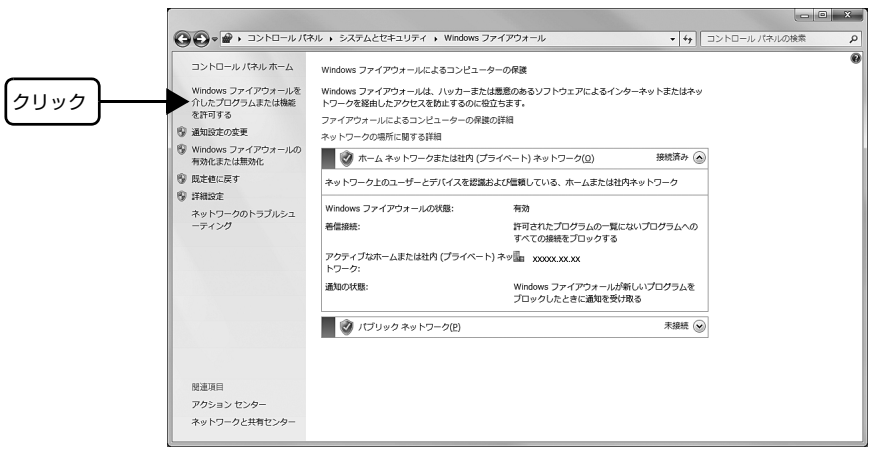 コントロール パネル ▸ システムとセキュリティ ▸ Windows ファイアウォール
コントロール パネルの検索
クリック
コントロール パネル ホーム
Windows ファイアウォールを
介したプログラムまたは機能
を許可する
通知設定の変更
Windows ファイアウォールの
有効化または無効化
既定値に戻す
詳細設定
ネットワークのトラブルシュ
ーティング
Windows ファイアウォールによるコンピューターの保護
Windows ファイアウォールは、ハッカーまたは悪意のあるソフトウェアによるインターネットまたはネッ
トワークを経由したアクセスを防止するのに役立ちます。
ファイアウォールによるコンピューターの保護の詳細
ネットワークの場所に関する詳細
ホーム ネットワークまたは社内 (プライベート) ネットワーク(O) 接続済み
ネットワーク上のユーザーとデバイスを認識および信頼している、ホームまたは社内ネットワーク
Windows ファイアウォールの状態: 有効
着信接続: 許可されたプログラムの一覧にないプログラムへの
すべての接続をブロックする
アクティブなホームまたは社内 (プライベート) ネッ xxxxx.xx.xx
トワーク:
通知の状態: Windows ファイアウォールが新しいプログラムを
ブロックしたときに通知を受け取る
パブリック ネットワーク(P) 未接続
関連項目
アクション センター
ネットワークと共有センター